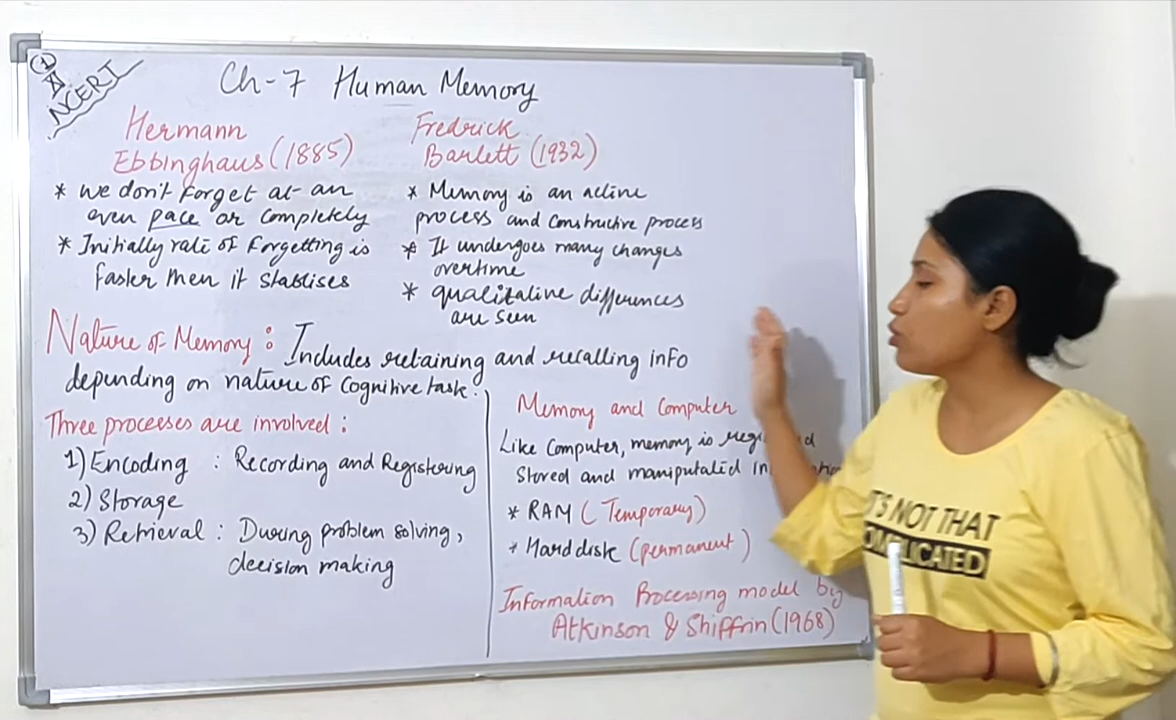 1
XI
NCERT
Ch-7 Human Memory
Hermann
Ebbinghaus (1885)
* We don't forget at an
even pace or completely
* Initially rate of forgetting is
faster then it stablises
Fredrick
Barlett (1932)
* Memory is an active
process and constructive process
* It undergoes many changes
overtime
* qualitative differences
are seen
Nature of Memory : Includes retaining and recalling info
depending on nature of cognitive task.
Three processes are involved :
1) Encoding : Recording and Registering
2) Storage
3) Retrieval : During problem solving,
decision making
Memory and Computer
Like Computer, memory is
Stored and manipulated
* RAM (Temporary)
* Hard disk (permanent)
Information Processing model by
Atkinson & Shiffrin (1968)
IT'S NOT THAT
COMPLICATED